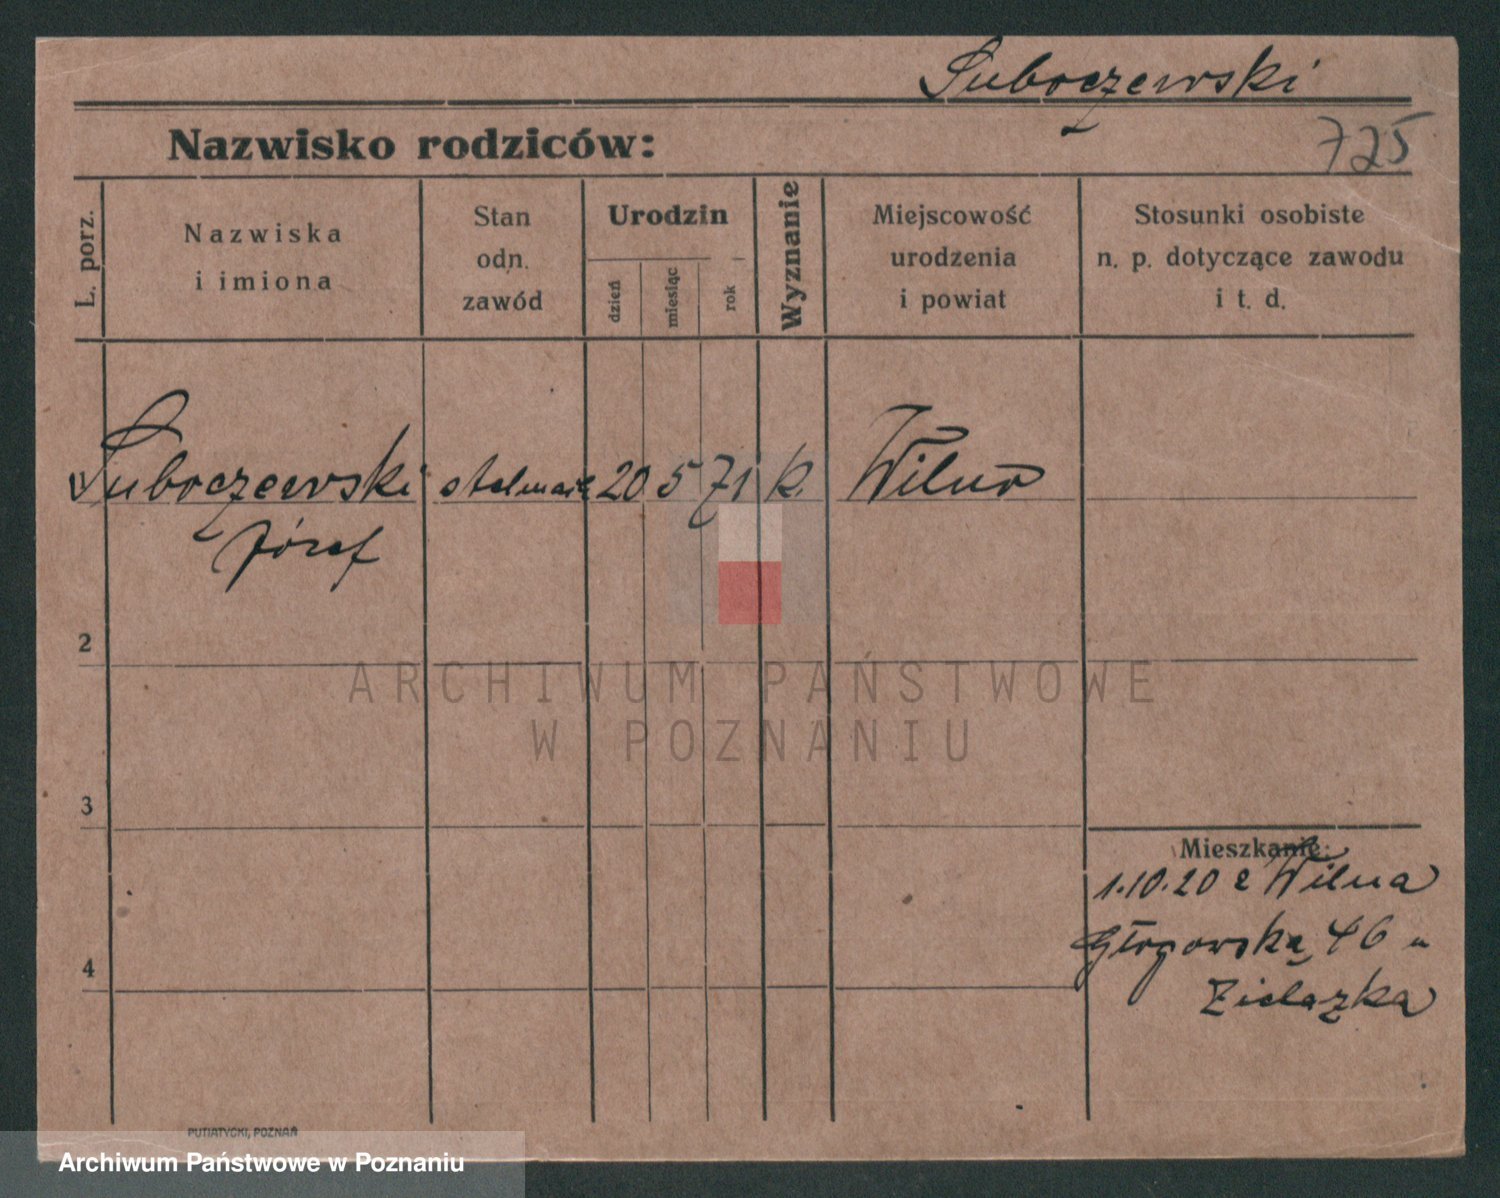 Suboczewski
725
Nazwisko rodziców:
L. porz.
Nazwiska
i imiona
Stan
odn.
zawód
Urodzin
dzień
miesiąc
rok
Wyznanie
Miejscowość
urodzenia
i powiat
Stosunki osobiste
n. p. dotyczące zawodu
i t. d.
1 Suboczewski stelmach 20 5 71 k. Wilno
Józef
2
3
4
Mieszkanie:
1.10.20 z Wilna
Głogowska 46 u
Zielazka
ARCHIWUM PAŃSTWOWE
W POZNANIU
PUTIATYCKI, POZNAŃ
Archiwum Państwowe w Poznaniu